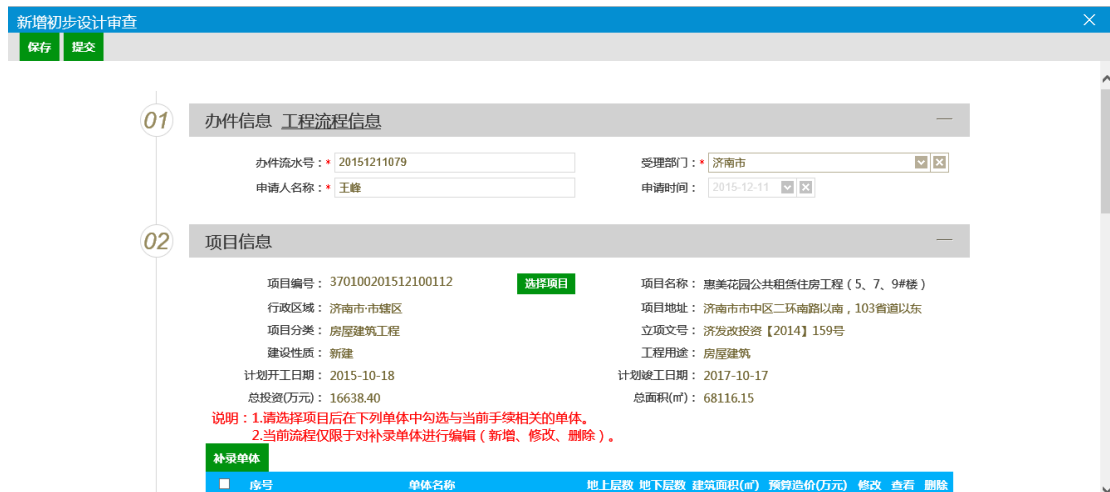 新增初步设计审查
保存 提交
01 办件信息 工程流程信息
办件流水号：* 20151211079 受理部门：* 济南市
申请人名称：* 王峰 申请时间： 2015-12-11
02 项目信息
项目编号： 370100201512100112 选择项目 项目名称： 惠美花园公共租赁住房工程（5、7、9#楼）
行政区域： 济南市·市辖区 项目地址： 济南市市中区二环南路以南，103省道以东
项目分类： 房屋建筑工程 立项文号： 济发改投资【2014】159号
建设性质： 新建 工程用途： 房屋建筑
计划开工日期： 2015-10-18 计划竣工日期： 2017-10-17
总投资(万元)： 16638.40 总面积(㎡)： 68116.15
说明：1.请选择项目后在下列单体中勾选与当前手续相关的单体。
2.当前流程仅限于对补录单体进行编辑（新增、修改、删除）。
补录单体
序号 单体名称 地上层数 地下层数 建筑面积(㎡) 预算造价(万元) 修改 查看 删除